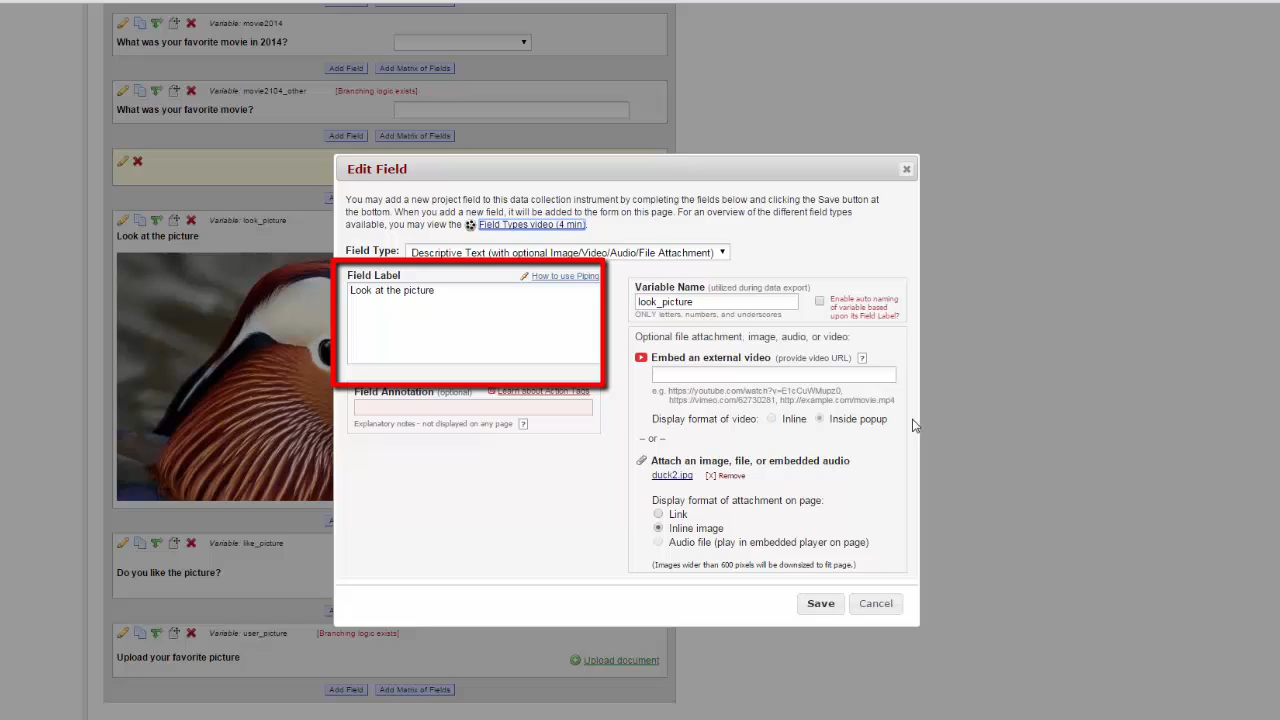 Variable: movie2014
What was your favorite movie in 2014?
Add Field Add Matrix of Fields
Variable: movie2104_other [Branching logic exists]
What was your favorite movie?
Add Field Add Matrix of Fields
Variable: look_picture
Look at the picture
Edit Field
You may add a new project field to this data collection instrument by completing the fields below and clicking the Save button at
the bottom. When you add a new field, it will be added to the form on this page. For an overview of the different field types
available, you may view the Field Types video (4 min).
Field Type: Descriptive Text (with optional Image/Video/Audio/File Attachment)
Field Label How to use Piping
Look at the picture
Field Annotation (optional) Learn about Action Tags
Explanatory notes - not displayed on any page ?
Variable Name (utilized during data export)
look_picture
ONLY letters, numbers, and underscores
Enable auto naming
of variable based
upon its Field Label?
Optional file attachment, image, audio, or video:
Embed an external video (provide video URL) ?
e.g. https://youtube.com/watch?v=E1cCuWMupz0,
https://vimeo.com/62730281, http://example.com/movie.mp4
Display format of video: Inline Inside popup
– or –
Attach an image, file, or embedded audio
duck2.jpg [X] Remove
Display format of attachment on page:
Link
Inline image
Audio file (play in embedded player on page)
(Images wider than 600 pixels will be downsized to fit page.)
Save Cancel
Variable: like_picture
Do you like the picture?
Variable: user_picture [Branching logic exists]
Upload your favorite picture
Upload document
Add Field Add Matrix of Fields